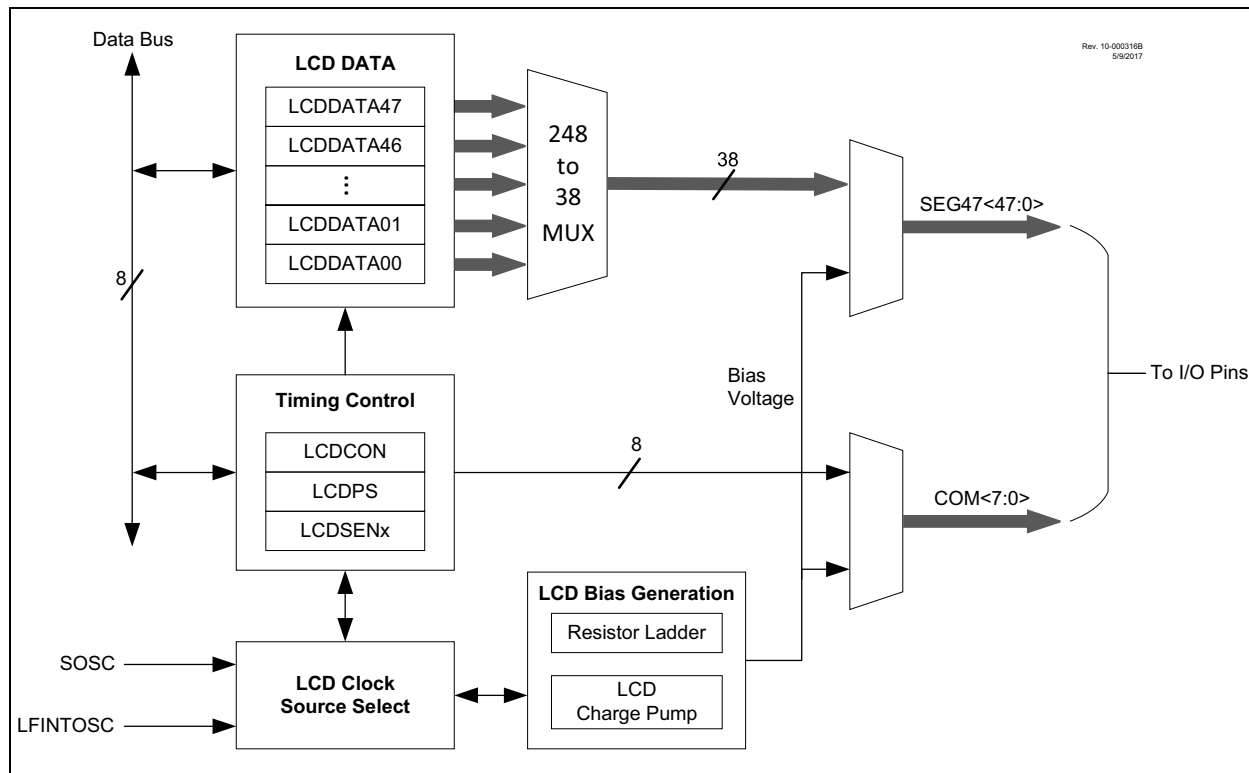 Data Bus
Rev. 10-000316B
5/9/2017
LCD DATA
LCDDATA47
LCDDATA46
⋮
LCDDATA01
LCDDATA00
248
to
38
MUX
38
SEG47<47:0>
8
To I/O Pins
Bias
Voltage
Timing Control
LCDCON
LCDPS
LCDSENx
8
COM<7:0>
LCD Bias Generation
Resistor Ladder
LCD
Charge Pump
SOSC
LFINTOSC
LCD Clock
Source Select